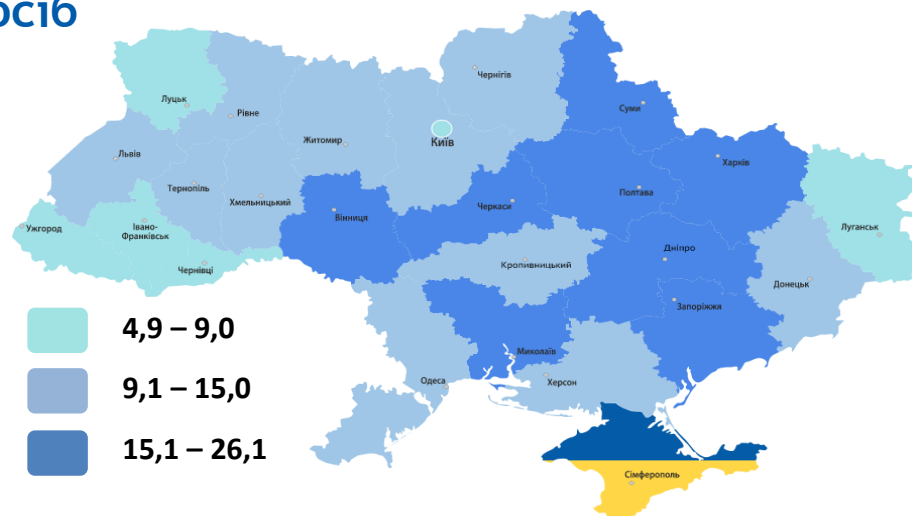 осіб
Чернігів
Луцьк
Суми
Рівне
Житомир
Київ
Львів
Харків
Тернопіль
Полтава
Хмельницький
Черкаси
Вінниця
Ужгород
Івано-
Франківськ
Луганськ
Дніпро
Чернівці
Кропивницький
Донецьк
Запоріжжя
4,9 – 9,0
Миколаїв
9,1 – 15,0
Одеса
Херсон
15,1 – 26,1
Сімферополь